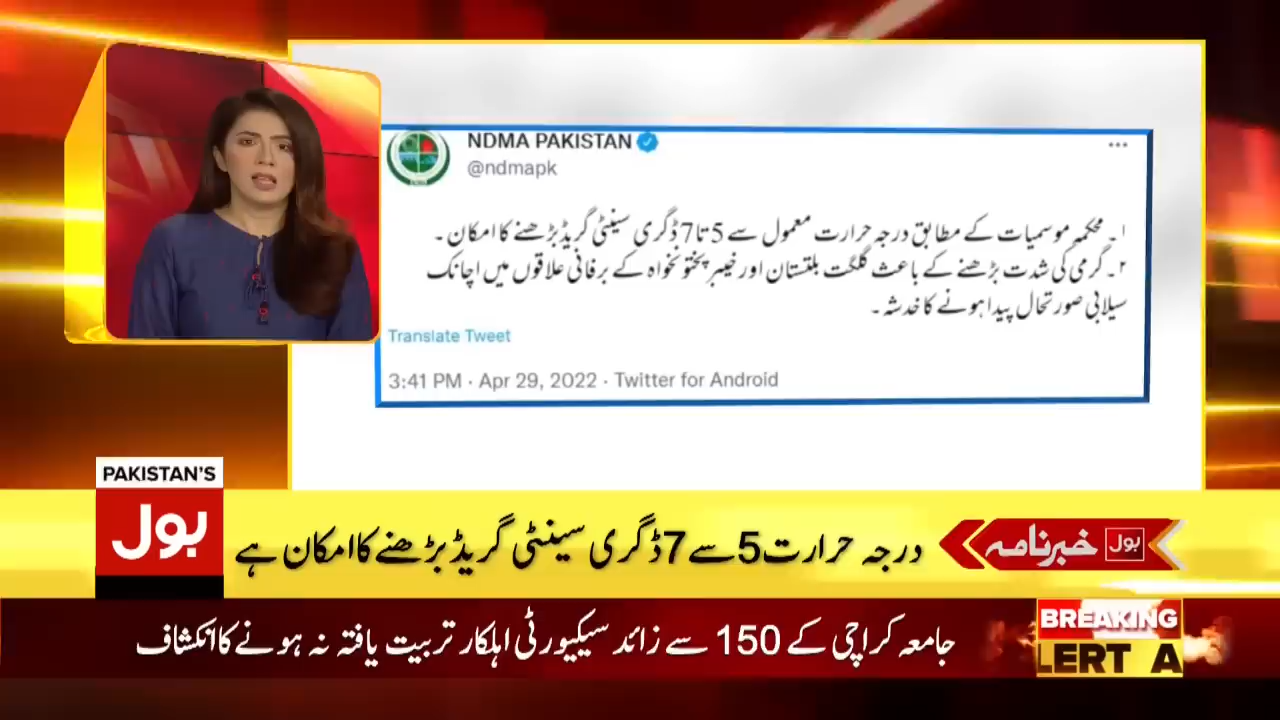 NDMA PAKISTAN
@ndmapk
۱۔ محکمہ موسمیات کے مطابق درجہ حرارت معمول سے 5 تا 7 ڈگری سینٹی گریڈ بڑھنے کا امکان۔
۲۔ گرمی کی شدت بڑھنے کے باعث گلگت بلتستان اور خیبر پختونخواہ کے برفانی علاقوں میں اچانک
سیلابی صورتحال پیدا ہونے کا خدشہ۔
Translate Tweet
3:41 PM · Apr 29, 2022 · Twitter for Android
PAKISTAN'S
بول
بول خبرنامہ
درجہ حرارت 5 سے 7 ڈگری سینٹی گریڈ بڑھنے کا امکان ہے
BREAKING
LERT A
جامعہ کراچی کے 150 سے زائد سیکیورٹی اہلکار تربیت یافتہ نہ ہونے کا انکشاف